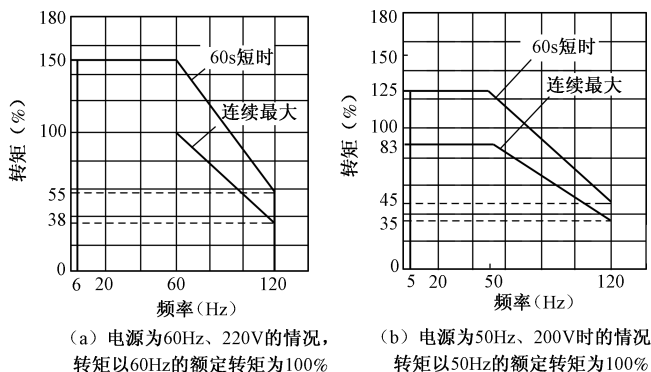 180
150
100
55
38
0
转矩（%）
60s短时
连续最大
6 20 60 120
频率(Hz)
（a）电源为60Hz、220V的情况，
转矩以60Hz的额定转矩为100%
180
150
125
100
83
45
35
0
转矩（%）
60s短时
连续最大
5 20 50 120
频率(Hz)
（b）电源为50Hz、200V时的情况
转矩以50Hz的额定转矩为100%